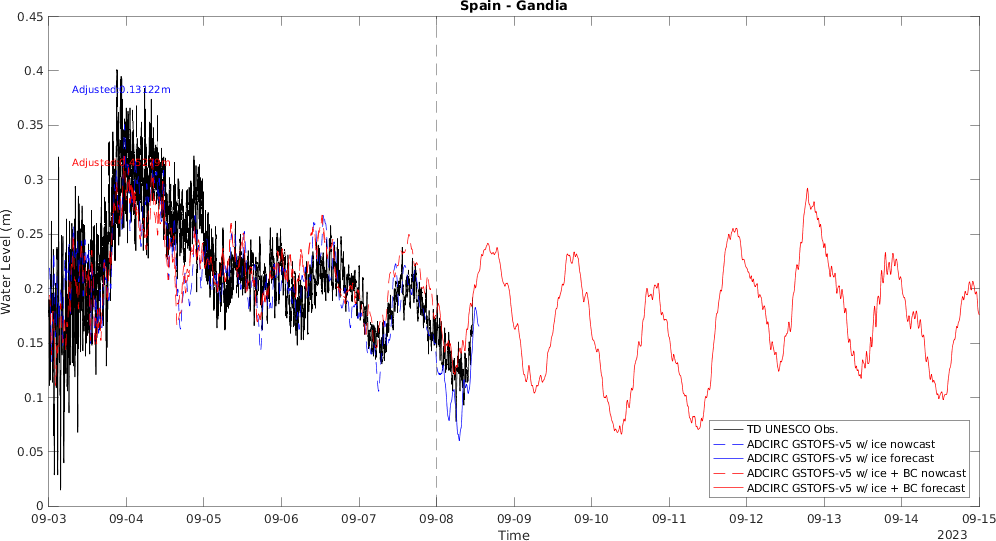 Spain - Gandia
0.45
0.4
0.35
0.3
0.25
0.2
0.15
0.1
0.05
0
Water Level (m)
Adjusted 0.13122m
Adjusted
09-03
09-04
09-05
09-06
09-07
09-08
09-09
09-10
09-11
09-12
09-13
09-14
09-15
Time
2023
TD UNESCO Obs.
ADCIRC GSTOFS-v5 w/ ice nowcast
ADCIRC GSTOFS-v5 w/ ice forecast
ADCIRC GSTOFS-v5 w/ ice + BC nowcast
ADCIRC GSTOFS-v5 w/ ice + BC forecast